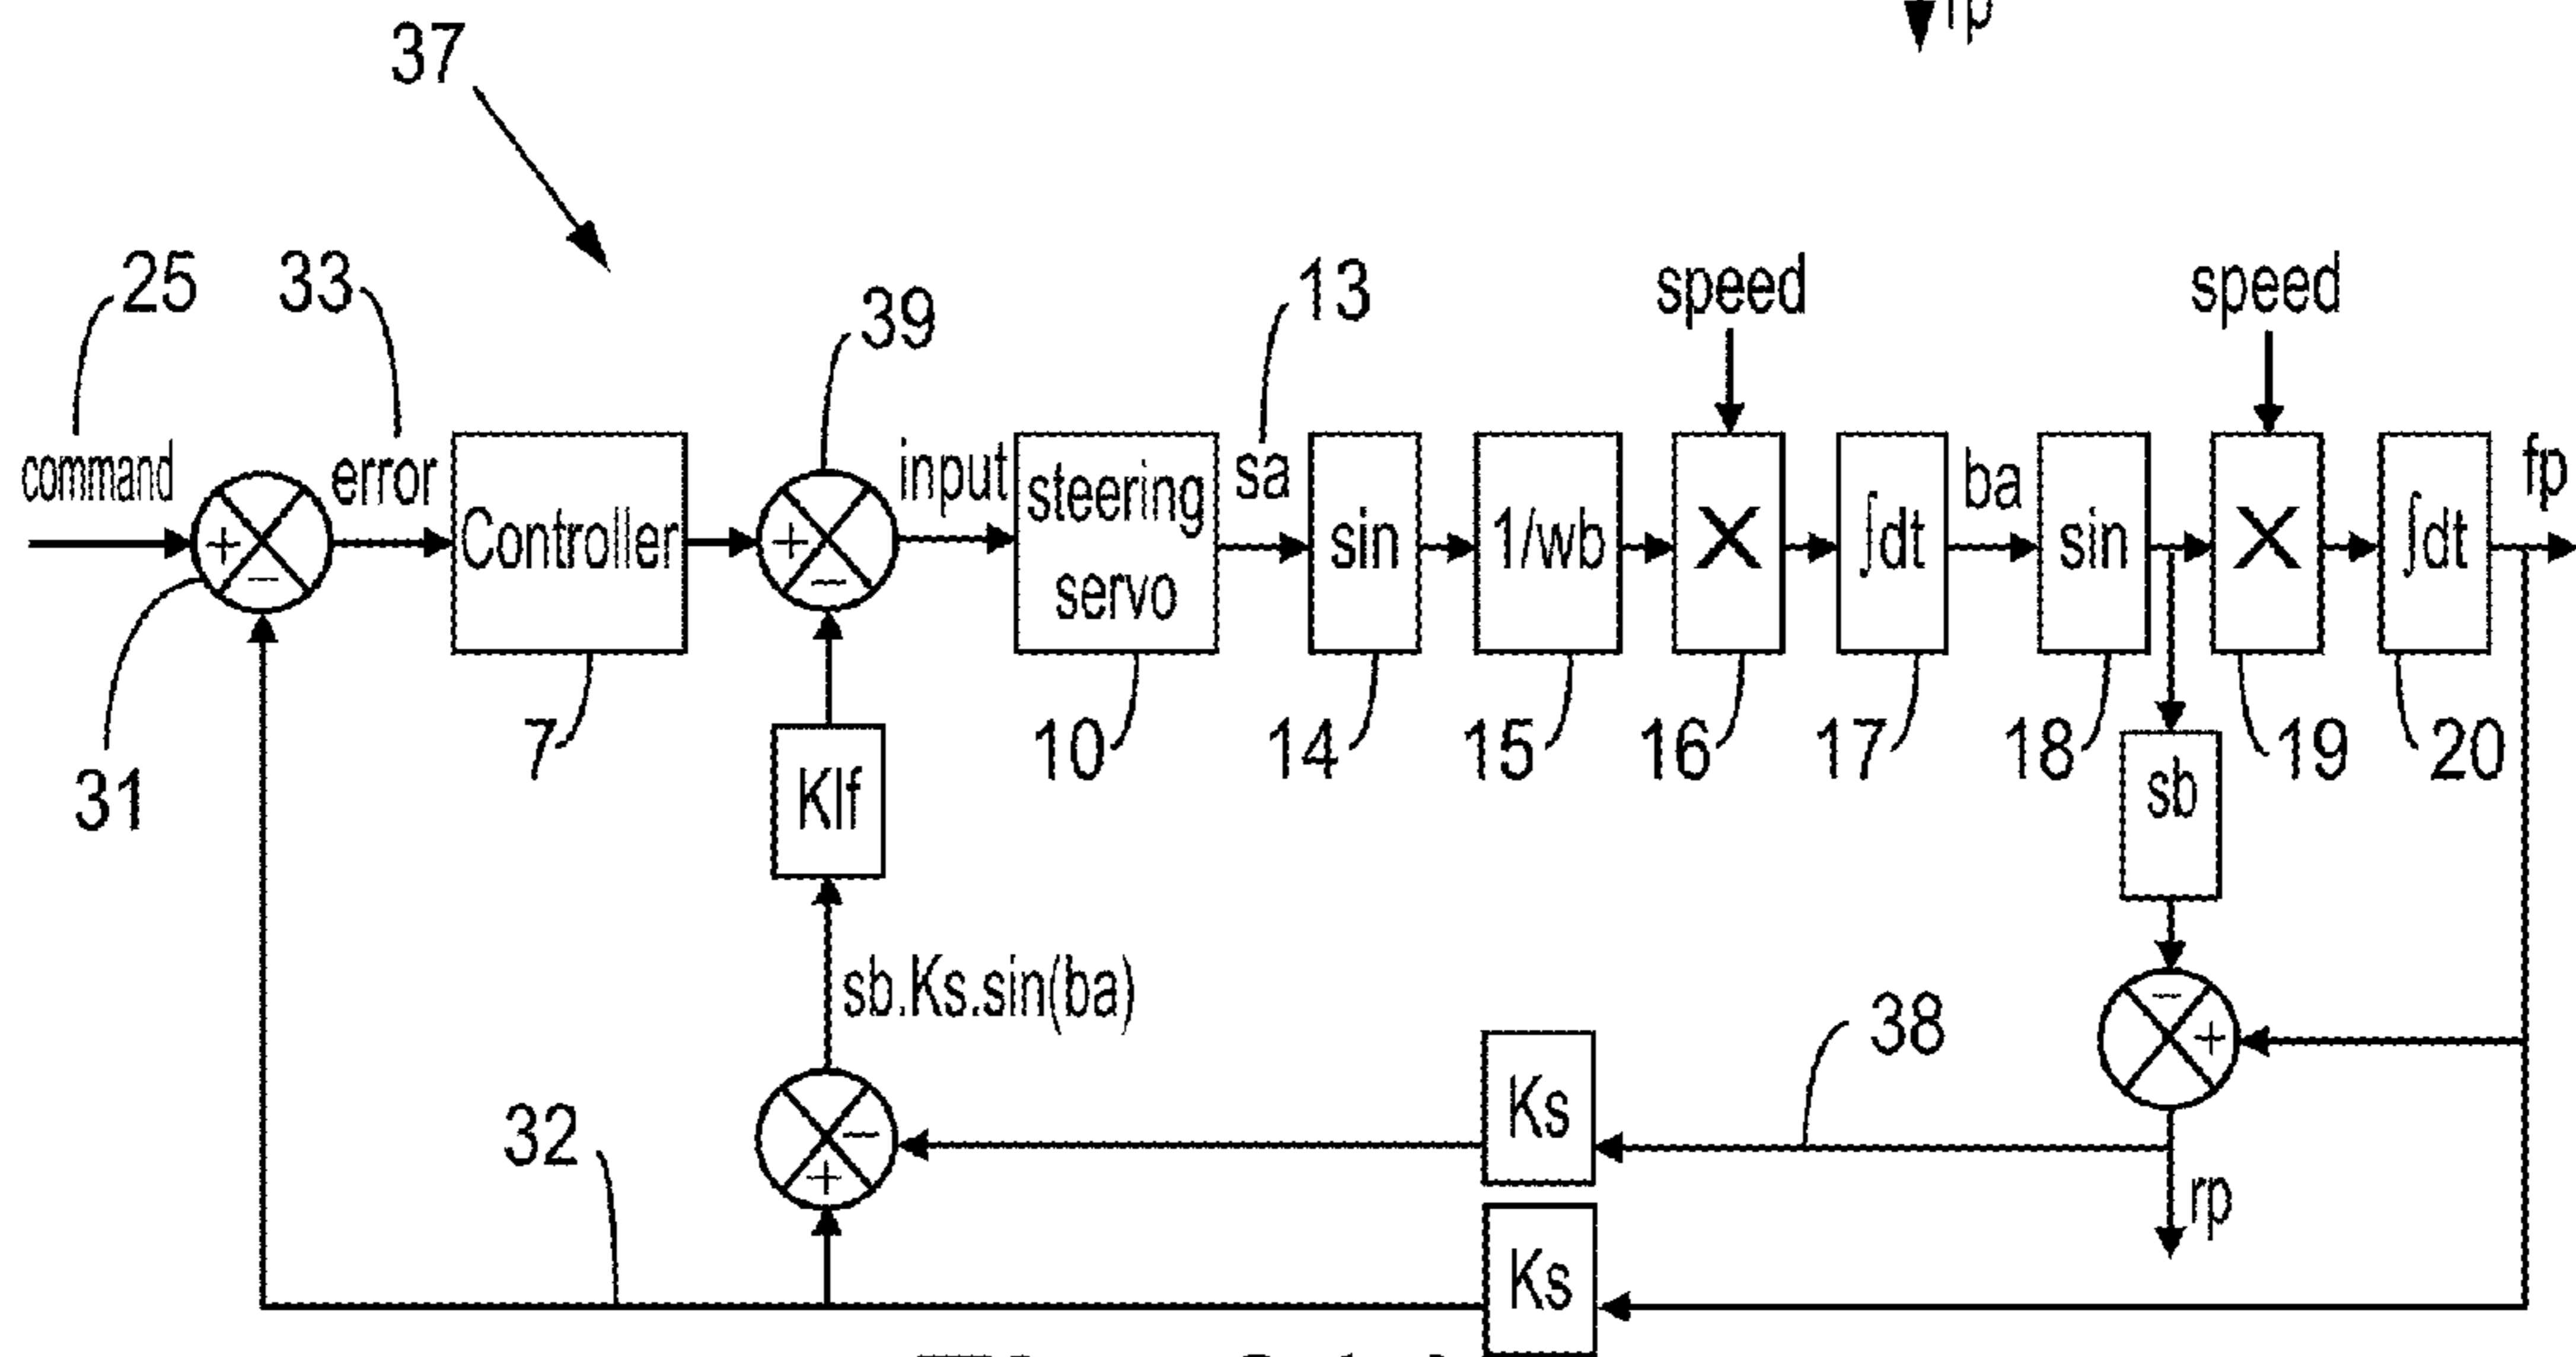 rp
37
25
33
39
13
speed
speed
command
error
input
sa
ba
fp
+
−
Controller
+
−
steering
servo
sin
1/wb
X
∫dt
sin
X
∫dt
31
7
10
14
15
16
17
18
19
20
Klf
sb
sb.Ks.sin(ba)
−
+
38
Ks
−
+
32
rp
Ks